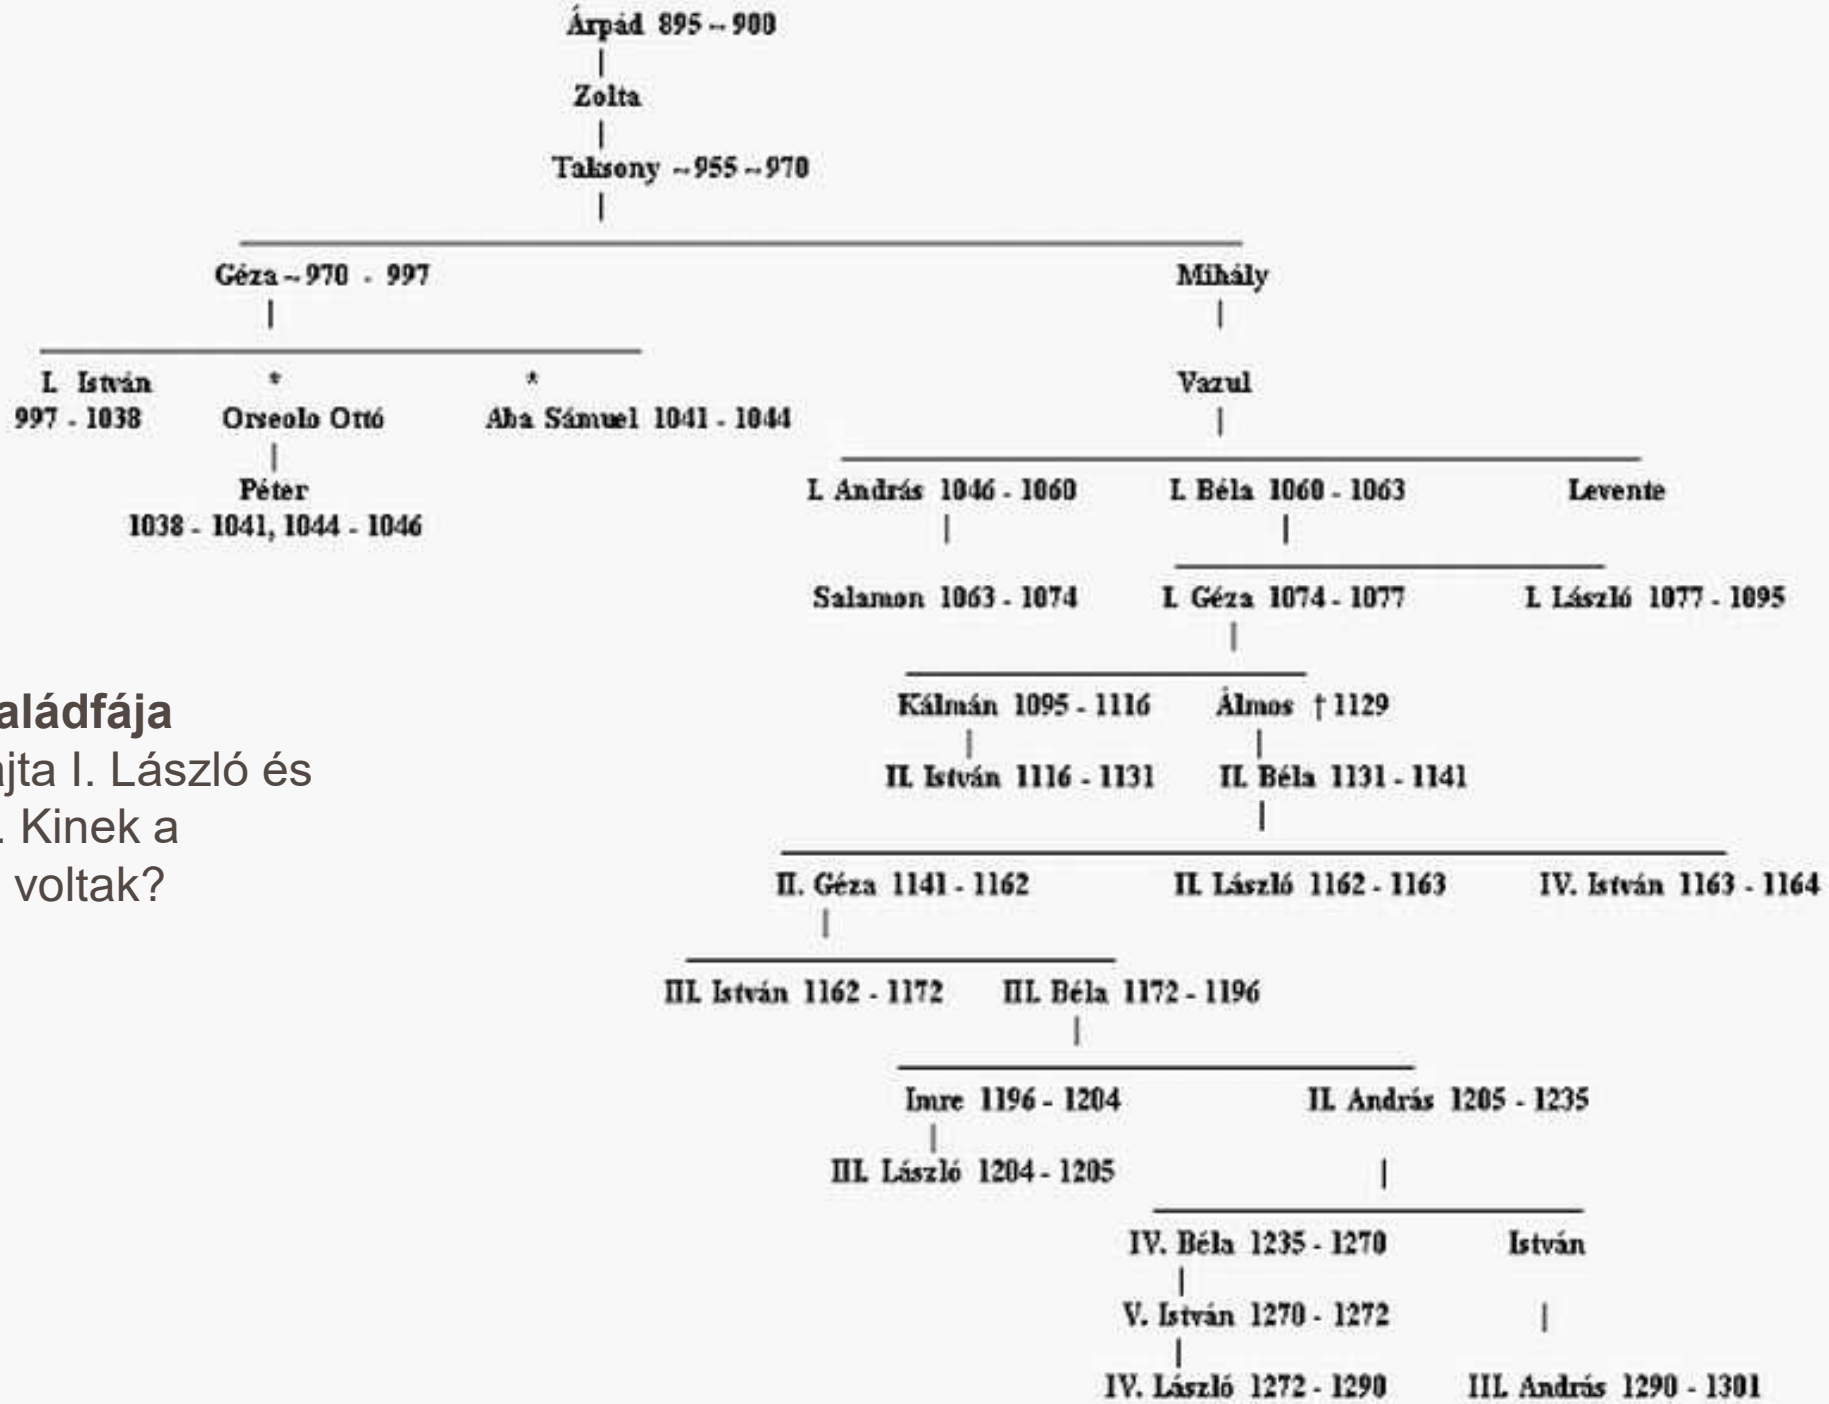 Árpád 895 – 900
Zolta
Taksony ~955 ~970
Géza ~970 - 997 Mihály
I. István * * Vazul
997 - 1038 Orseolo Ottó Aba Sámuel 1041 - 1044
Péter I. András 1046 - 1060 I. Béla 1060 - 1063 Levente
1038 - 1041, 1044 - 1046
Salamon 1063 - 1074 I. Géza 1074 - 1077 I. László 1077 - 1095
aládfája Kálmán 1095 - 1116 Álmos † 1129
ajta I. László és II. István 1116 - 1131 II. Béla 1131 - 1141
. Kinek a
voltak? II. Géza 1141 - 1162 II. László 1162 - 1163 IV. István 1163 - 1164
III. István 1162 - 1172 III. Béla 1172 - 1196
Imre 1196 - 1204 II. András 1205 - 1235
III. László 1204 - 1205
IV. Béla 1235 - 1270 István
V. István 1270 - 1272
IV. László 1272 - 1290 III. András 1290 - 1301